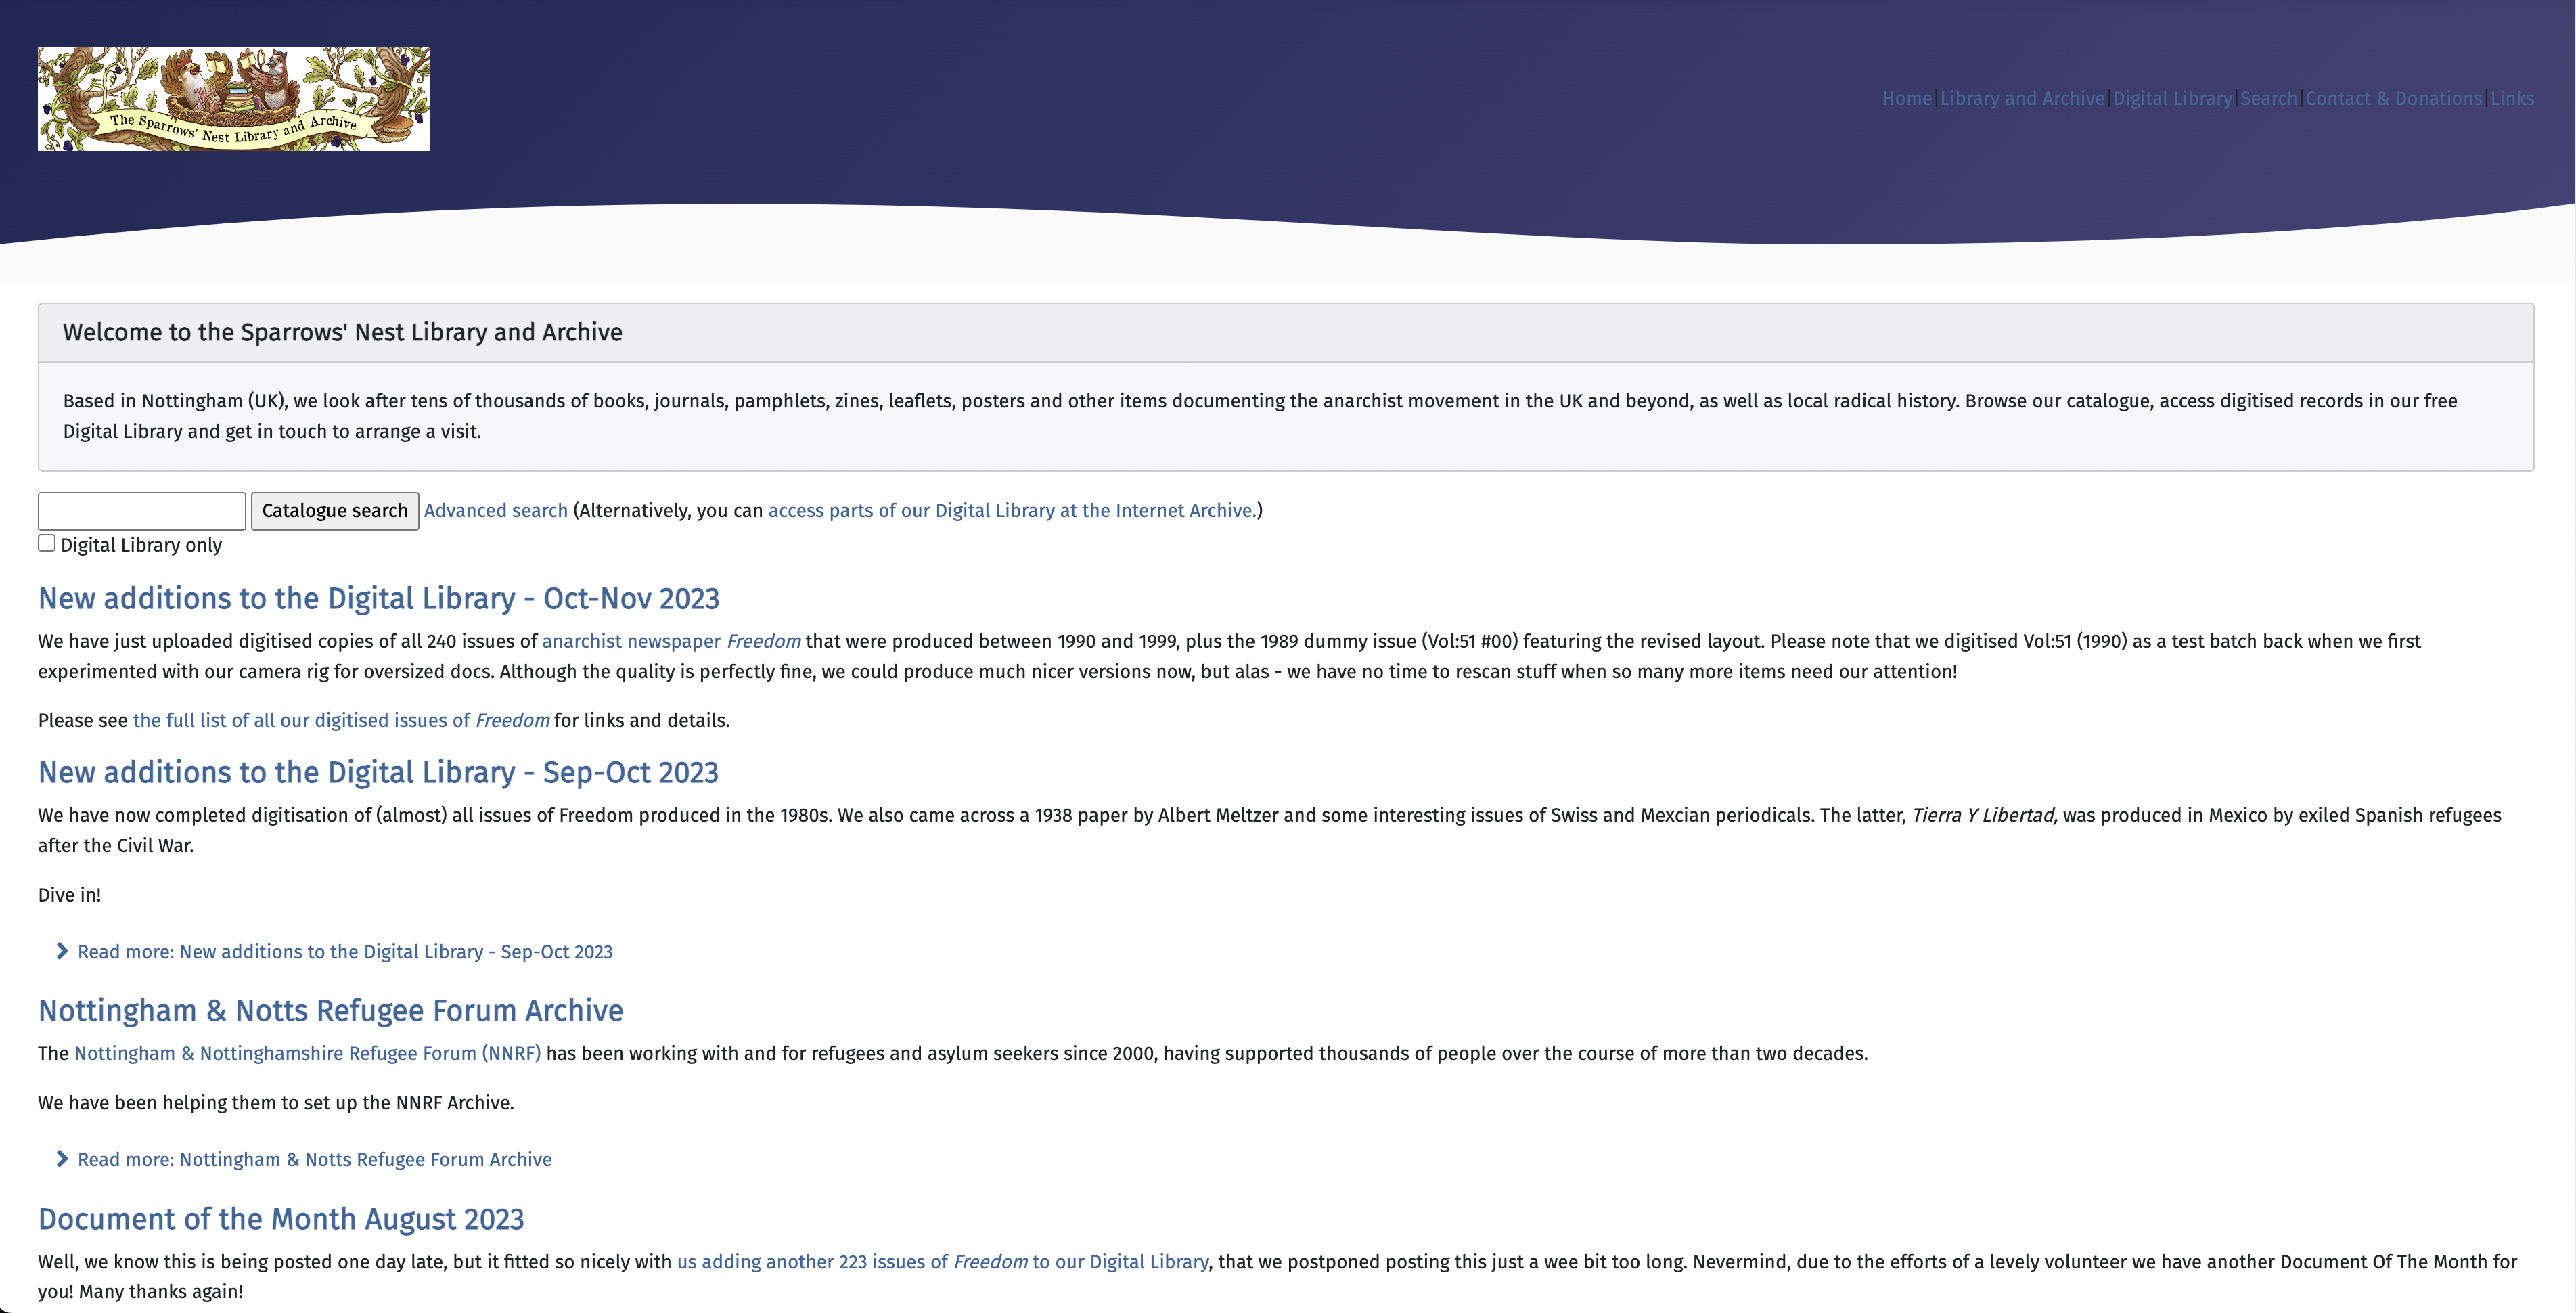 The Sparrows' Nest Library and Archive
Home|Library and Archive|Digital Library|Search|Contact & Donations|Links
Welcome to the Sparrows' Nest Library and Archive
Based in Nottingham (UK), we look after tens of thousands of books, journals, pamphlets, zines, leaflets, posters and other items documenting the anarchist movement in the UK and beyond, as well as local radical history. Browse our catalogue, access digitised records in our free
Digital Library and get in touch to arrange a visit.
Catalogue search Advanced search (Alternatively, you can access parts of our Digital Library at the Internet Archive.)
Digital Library only
New additions to the Digital Library - Oct-Nov 2023
We have just uploaded digitised copies of all 240 issues of anarchist newspaper Freedom that were produced between 1990 and 1999, plus the 1989 dummy issue (Vol:51 #00) featuring the revised layout. Please note that we digitised Vol:51 (1990) as a test batch back when we first
experimented with our camera rig for oversized docs. Although the quality is perfectly fine, we could produce much nicer versions now, but alas - we have no time to rescan stuff when so many more items need our attention!
Please see the full list of all our digitised issues of Freedom for links and details.
New additions to the Digital Library - Sep-Oct 2023
We have now completed digitisation of (almost) all issues of Freedom produced in the 1980s. We also came across a 1938 paper by Albert Meltzer and some interesting issues of Swiss and Mexcian periodicals. The latter, Tierra Y Libertad, was produced in Mexico by exiled Spanish refugees
after the Civil War.
Dive in!
Read more: New additions to the Digital Library - Sep-Oct 2023
Nottingham & Notts Refugee Forum Archive
The Nottingham & Nottinghamshire Refugee Forum (NNRF) has been working with and for refugees and asylum seekers since 2000, having supported thousands of people over the course of more than two decades.
We have been helping them to set up the NNRF Archive.
Read more: Nottingham & Notts Refugee Forum Archive
Document of the Month August 2023
Well, we know this is being posted one day late, but it fitted so nicely with us adding another 223 issues of Freedom to our Digital Library, that we postponed posting this just a wee bit too long. Nevermind, due to the efforts of a levely volunteer we have another Document Of The Month for
you! Many thanks again!